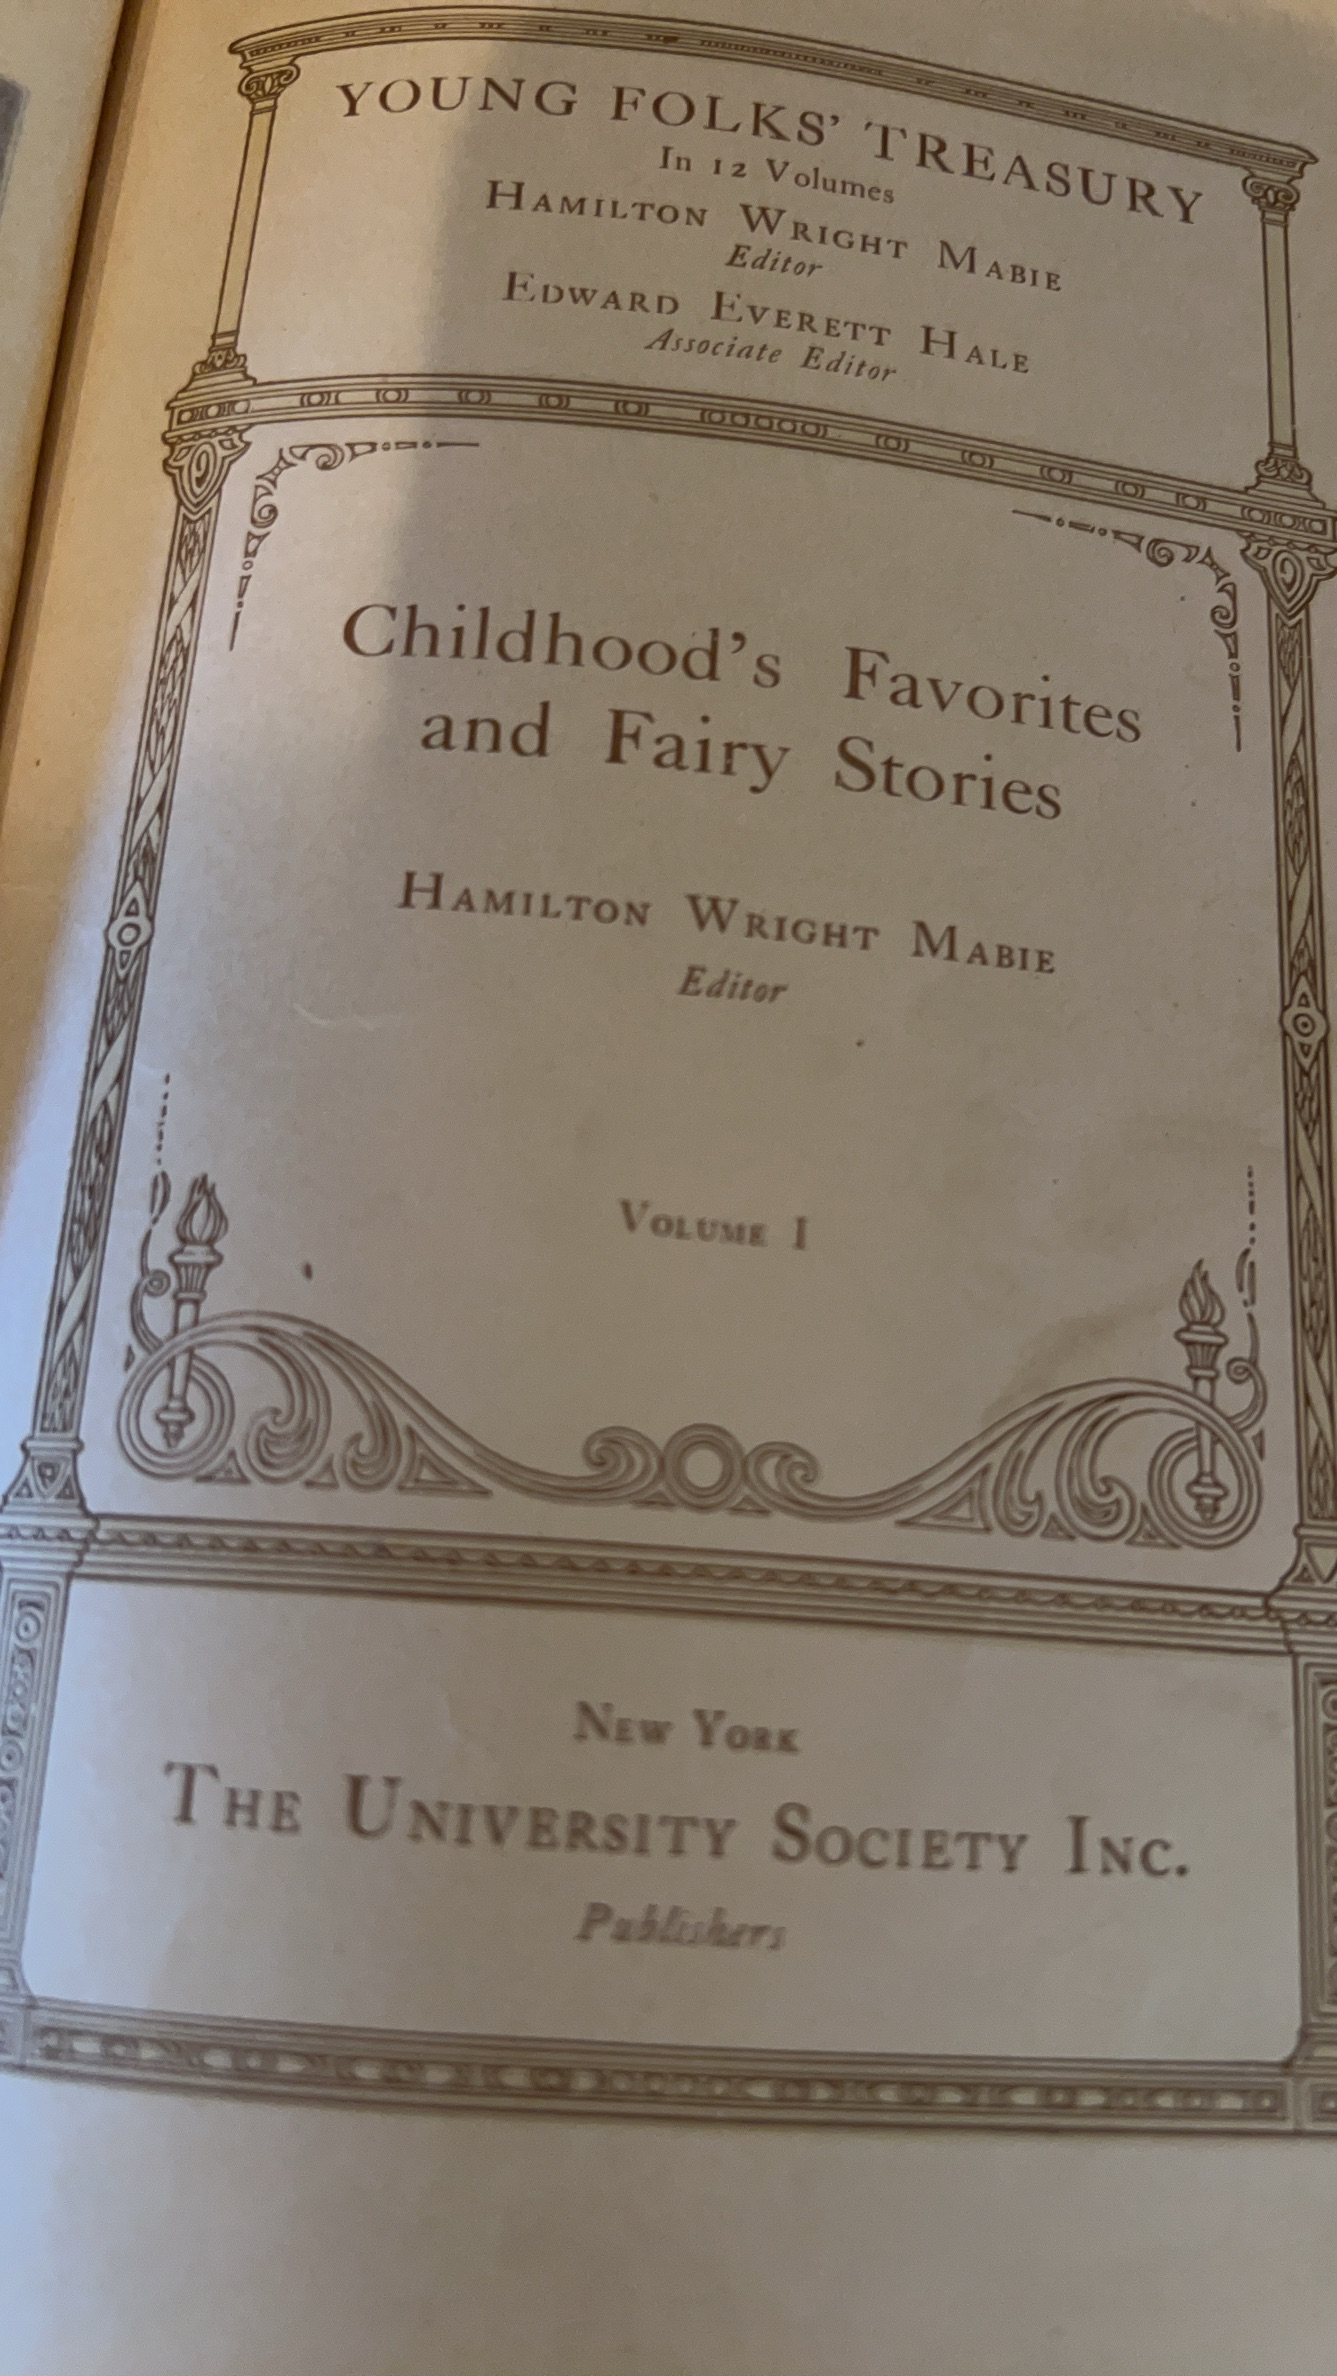 YOUNG FOLKS' TREASURY
In 12 Volumes
HAMILTON WRIGHT MABIE
Editor
EDWARD EVERETT HALE
Associate Editor
Childhood's Favorites
and Fairy Stories
HAMILTON WRIGHT MABIE
Editor
VOLUME I
NEW YORK
THE UNIVERSITY SOCIETY INC.
Publishers